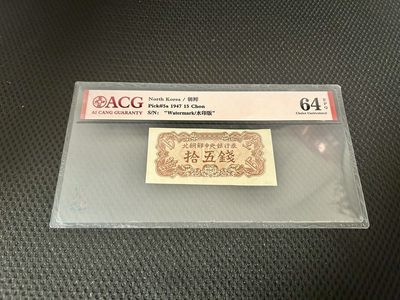 ACG
AI CANG GUARANTY
North Korea / 朝鲜
Pick#5a 1947 15 Chon
S/N: "Watermark/水印版"
64 EPQ
Choice Uncirculated
北朝鮮中央銀行券
拾五錢